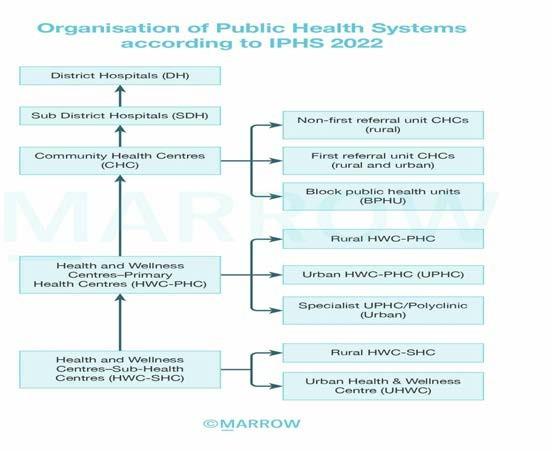 Organisation of Public Health Systems
according to IPHS 2022
District Hospitals (DH)
Sub District Hospitals (SDH)
Community Health Centres
(CHC)
Non-first referral unit CHCs
(rural)
First referral unit CHCs
(rural and urban)
Block public health units
(BPHU)
MARROW
Health and Wellness
Centres–Primary
Health Centres (HWC-PHC)
Rural HWC-PHC
Urban HWC-PHC (UPHC)
Specialist UPHC/Polyclinic
(Urban)
Health and Wellness
Centres–Sub-Health
Centres (HWC-SHC)
Rural HWC-SHC
Urban Health & Wellness
Centre (UHWC)
©MARROW